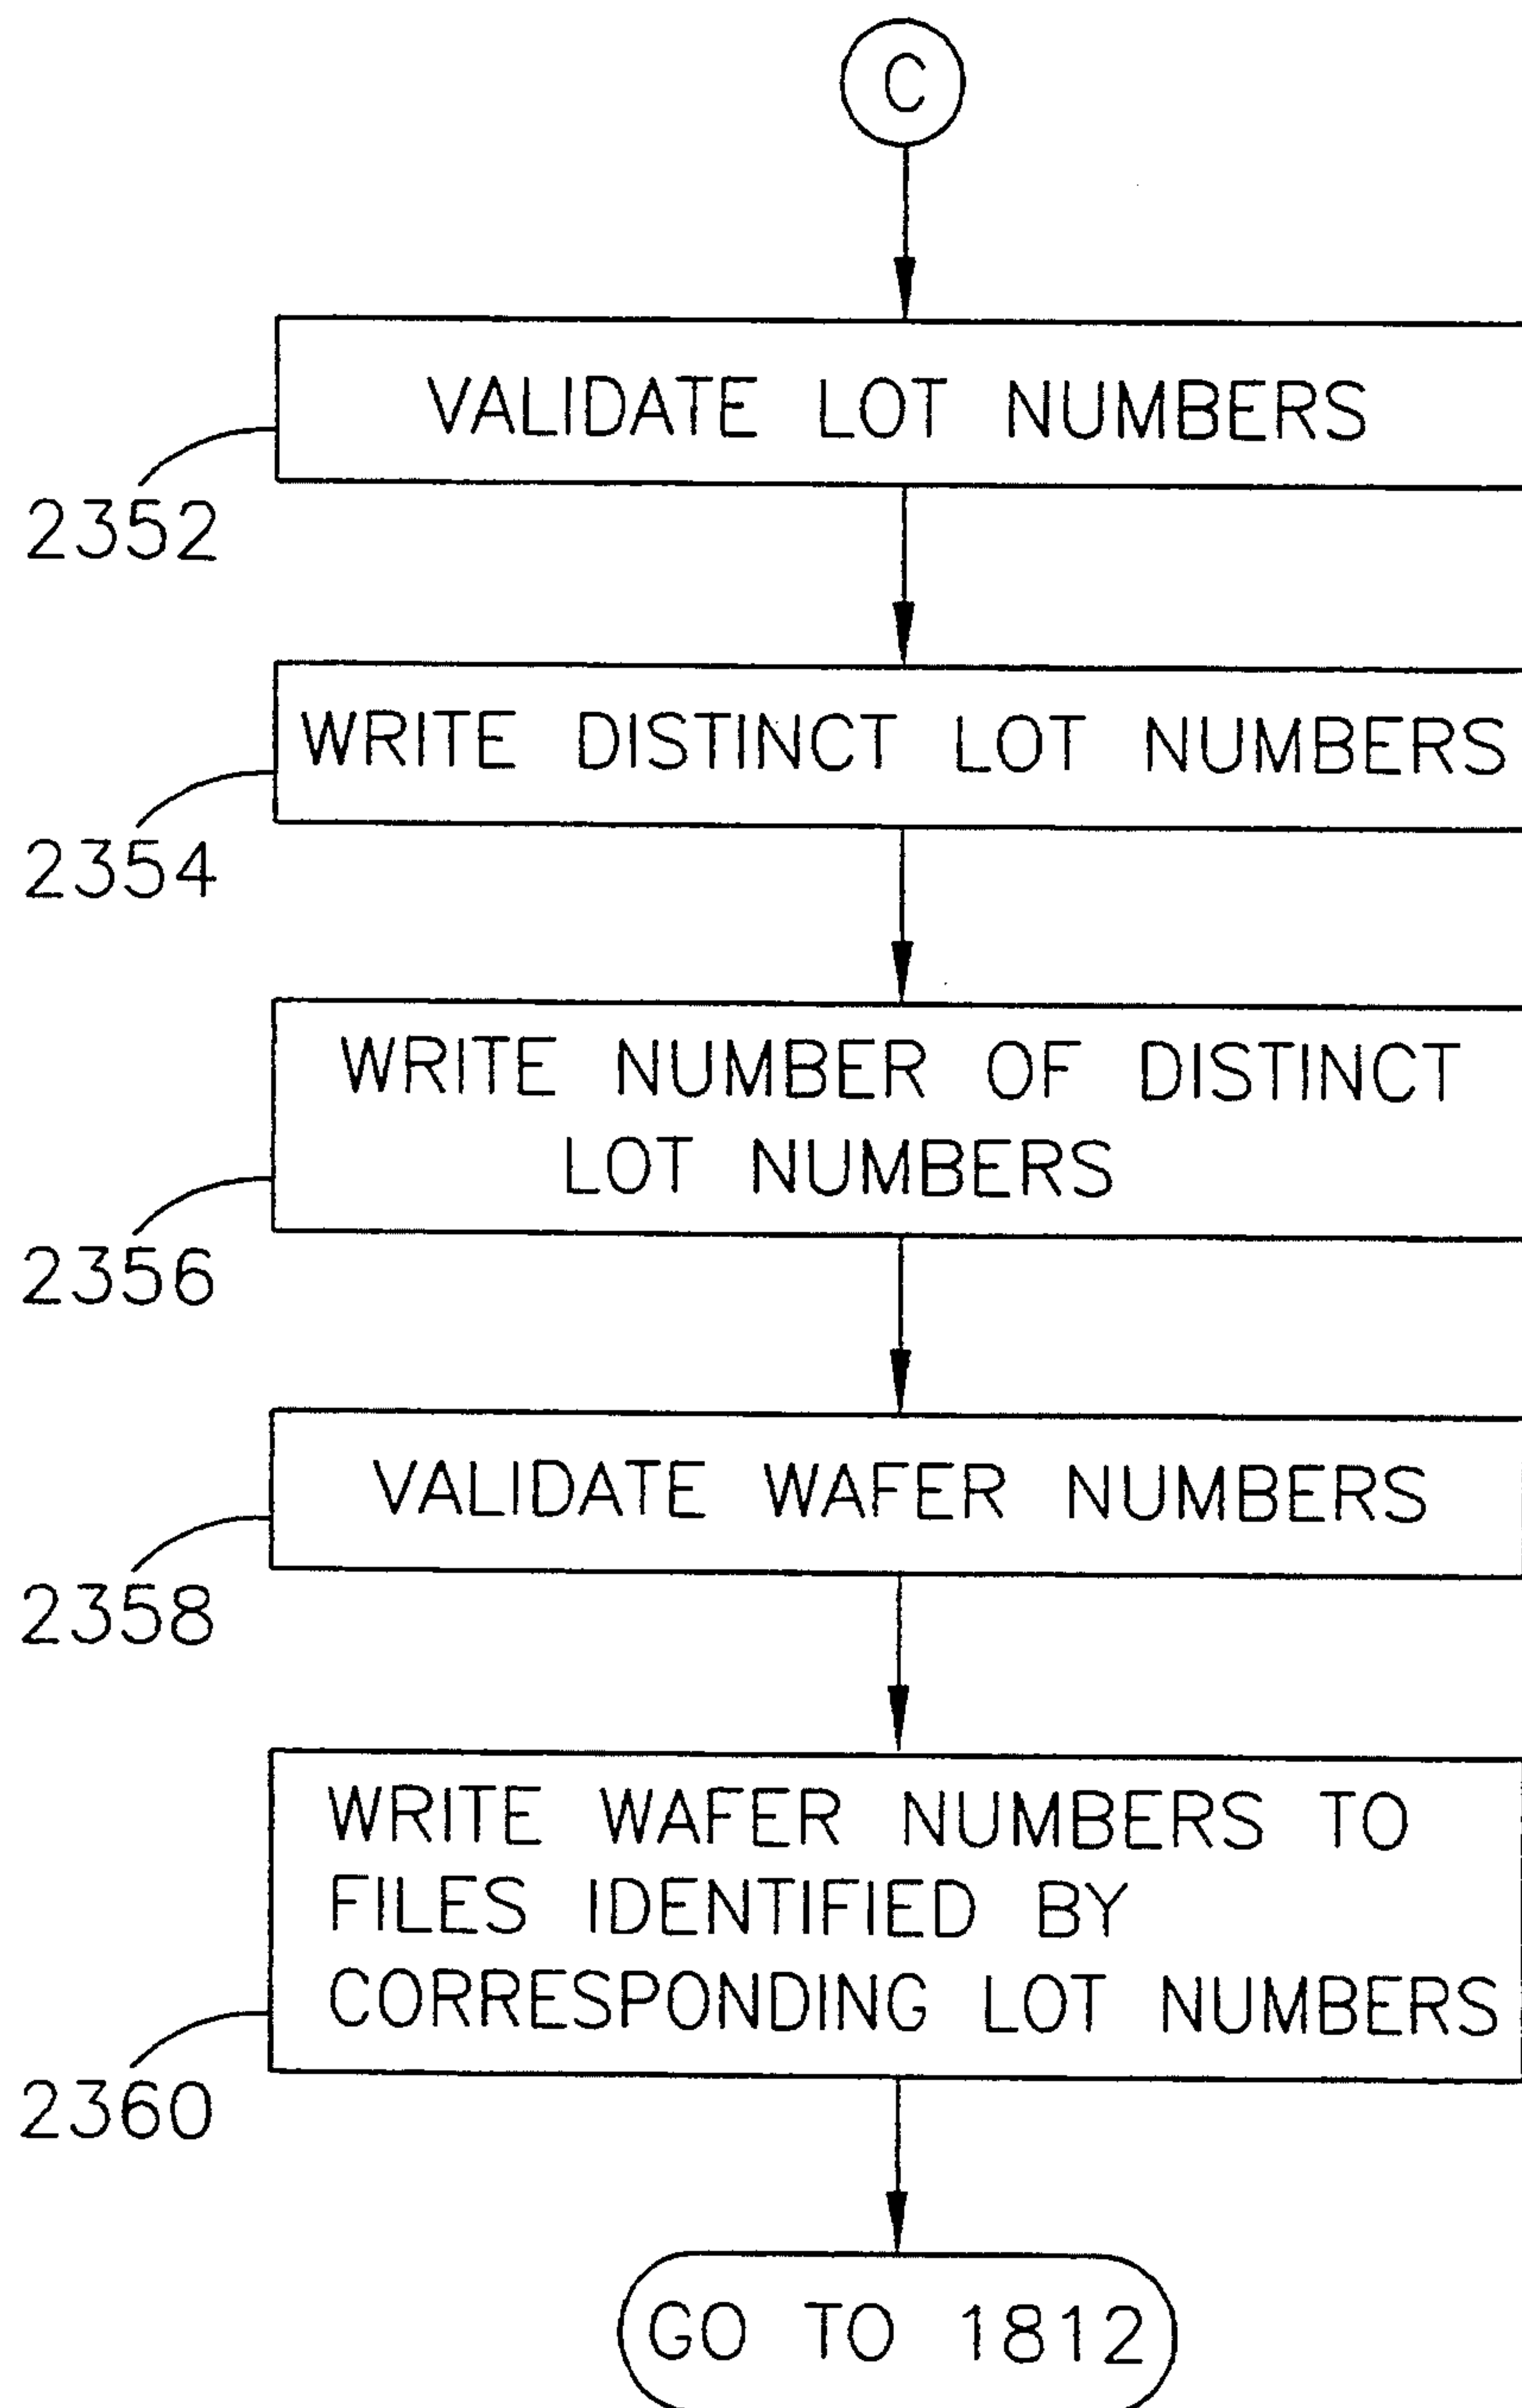 C
VALIDATE LOT NUMBERS
2352
WRITE DISTINCT LOT NUMBERS
2354
WRITE NUMBER OF DISTINCT
LOT NUMBERS
2356
VALIDATE WAFER NUMBERS
2358
WRITE WAFER NUMBERS TO
FILES IDENTIFIED BY
CORRESPONDING LOT NUMBERS
2360
GO TO 1812